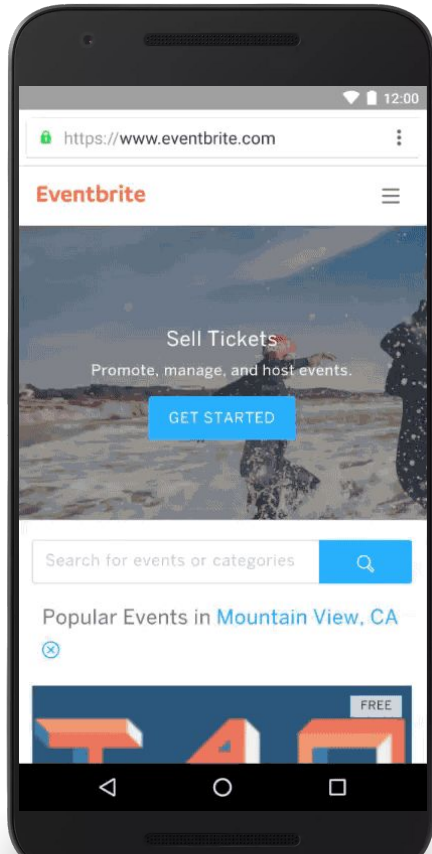 12:00
https://www.eventbrite.com
Eventbrite
Sell Tickets
Promote, manage, and host events.
GET STARTED
Search for events or categories
Popular Events in Mountain View, CA
FREE